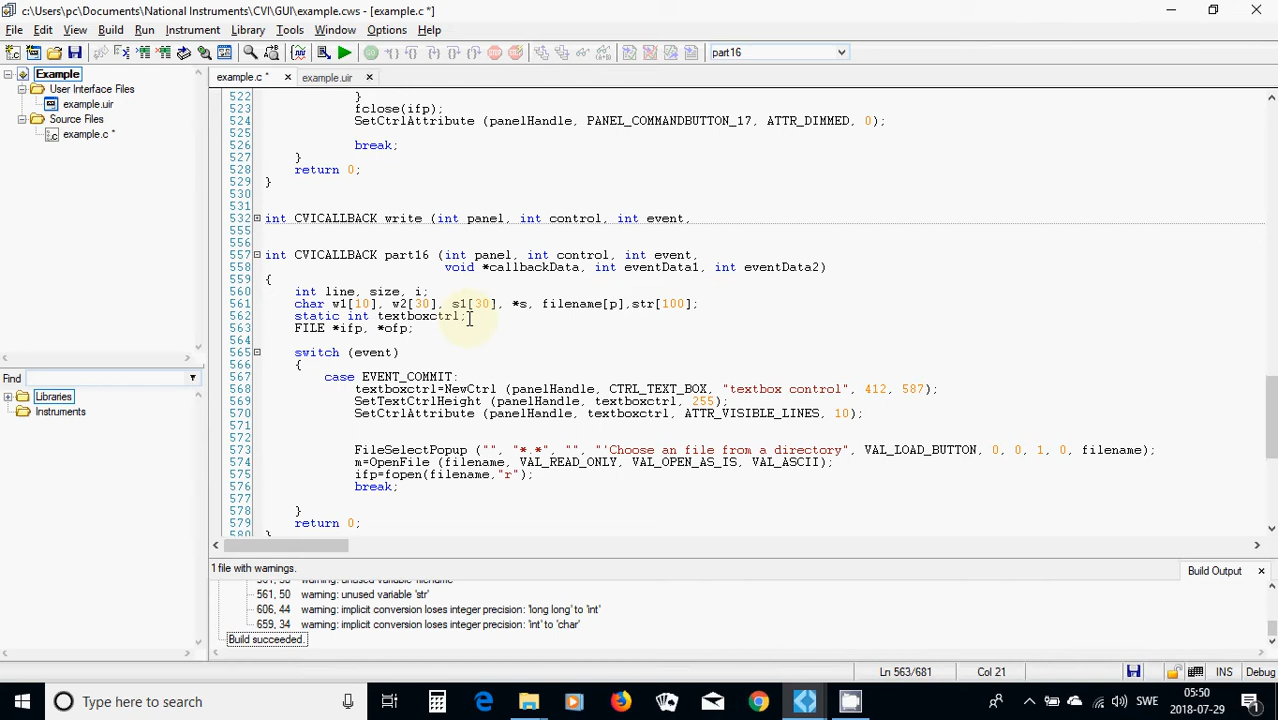 c:\Users\pc\Documents\National Instruments\CVI\GUI\example.cws - [example.c *]
File Edit View Build Run Instrument Library Tools Window Options Help
part16
Example
User Interface Files
example.uir
Source Files
example.c *
example.c * × example.uir ×
522 }
523 fclose(ifp);
524 SetCtrlAttribute (panelHandle, PANEL_COMMANDBUTTON_17, ATTR_DIMMED, 0);
525
526 break;
527 }
528 return 0;
529 }
530
531
532 int CVICALLBACK write (int panel, int control, int event,
555
556
557 int CVICALLBACK part16 (int panel, int control, int event,
558 void *callbackData, int eventData1, int eventData2)
559 {
560 int line, size, i;
561 char w1[10], w2[30], s1[30], *s, filename[p],str[100];
562 static int textboxctrl;
563 FILE *ifp, *ofp;
564
565 switch (event)
566 {
567 case EVENT_COMMIT:
568 textboxctrl=NewCtrl (panelHandle, CTRL_TEXT_BOX, "textbox control", 412, 587);
569 SetTextCtrlHeight (panelHandle, textboxctrl, 255);
570 SetCtrlAttribute (panelHandle, textboxctrl, ATTR_VISIBLE_LINES, 10);
571
572
573 FileSelectPopup ("", "*.*", "", "'Choose an file from a directory", VAL_LOAD_BUTTON, 0, 0, 1, 0, filename);
574 m=OpenFile (filename, VAL_READ_ONLY, VAL_OPEN_AS_IS, VAL_ASCII);
575 ifp=fopen(filename,"r");
576 break;
577
578 }
579 return 0;
580 }
Find
Libraries
Instruments
1 file with warnings.
Build Output ×
561, 38 warning: unused variable 'filename'
561, 50 warning: unused variable 'str'
606, 44 warning: implicit conversion loses integer precision: 'long long' to 'int'
659, 34 warning: implicit conversion loses integer precision: 'int' to 'char'
Build succeeded.
Ln 563/681 Col 21 INS Debug
Type here to search
SWE
05:50
2018-07-29